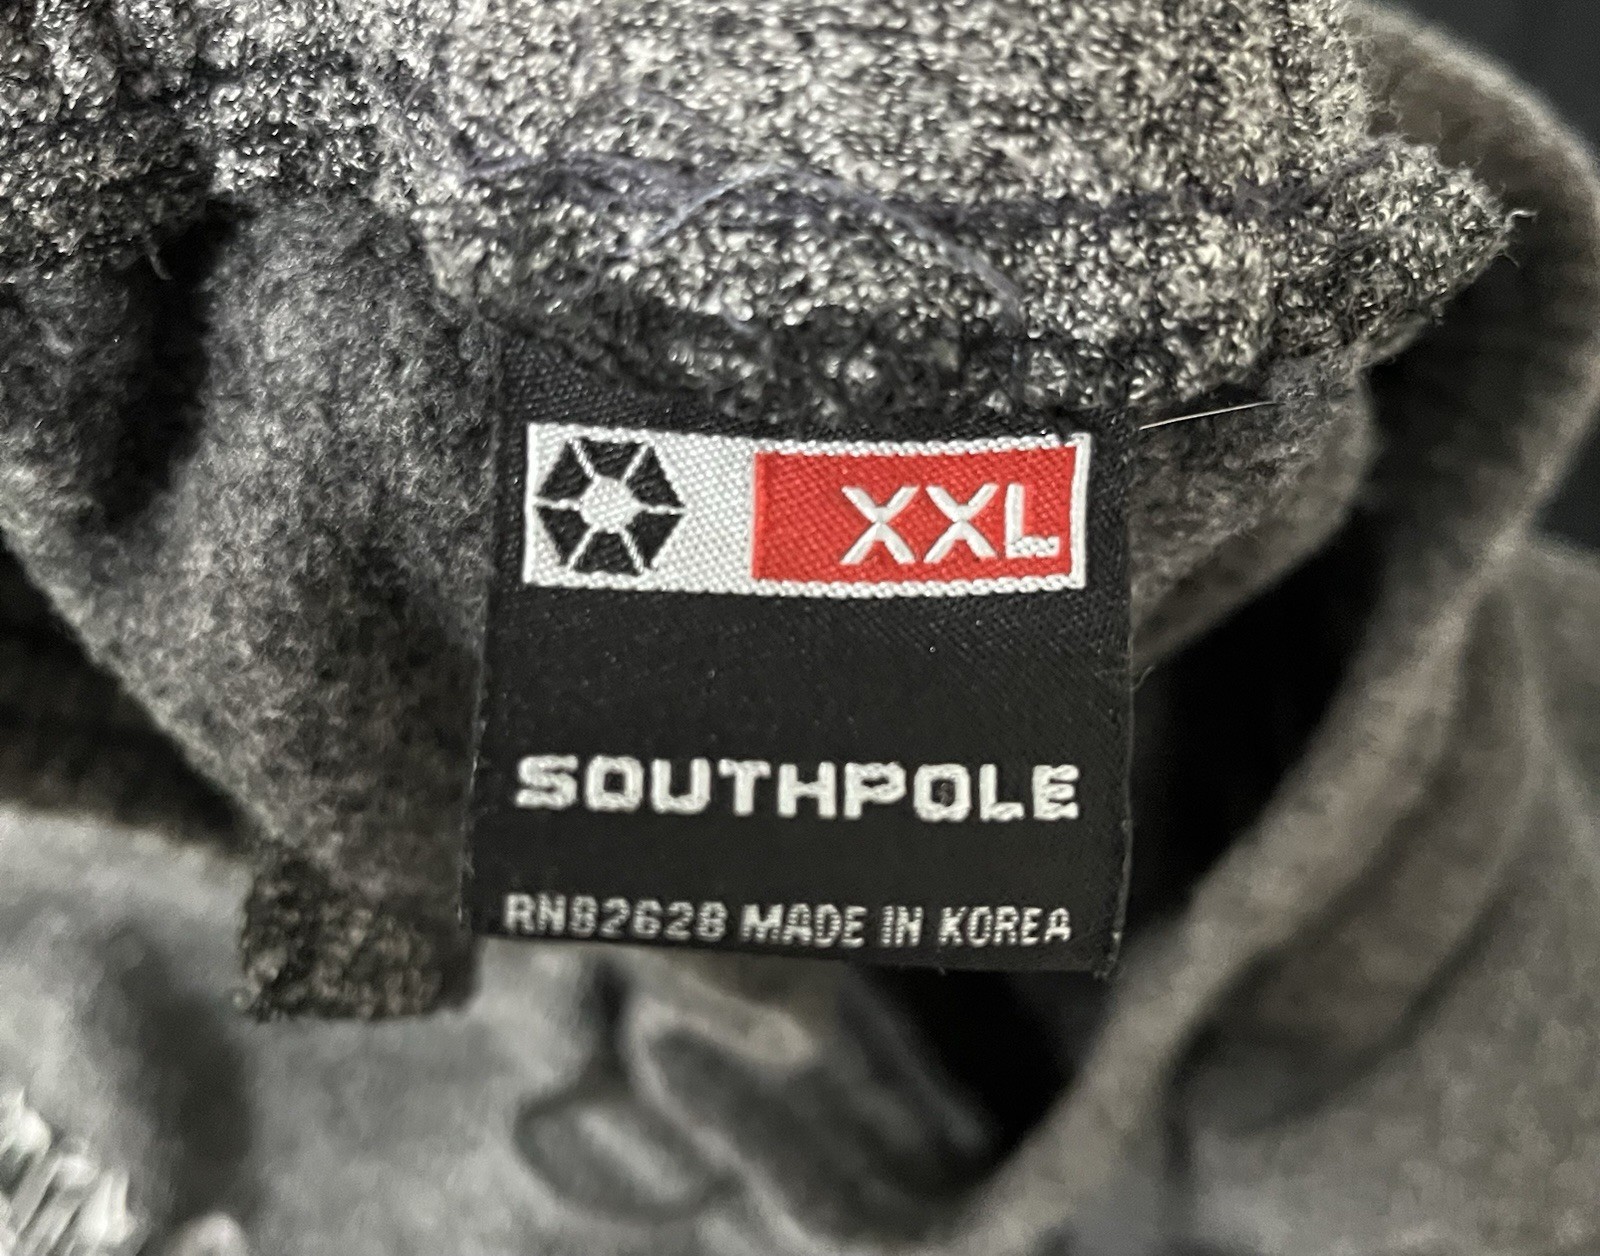 XXL
SOUTHPOLE
RN82628 MADE IN KOREA